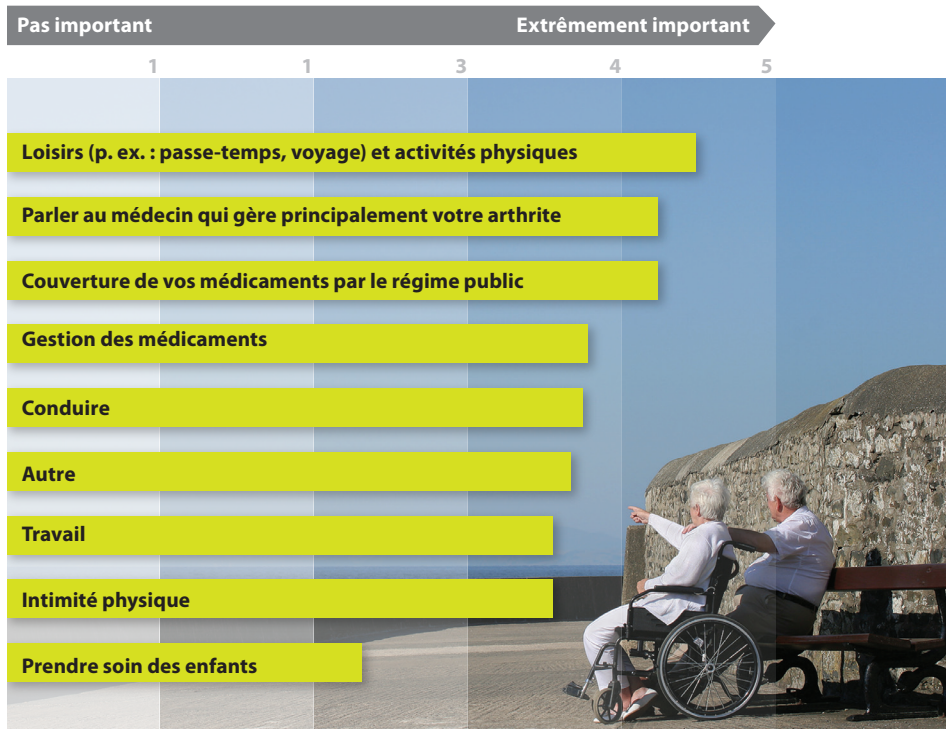 Pas important Extrêmement important
1 1 3 4 5
Loisirs (p. ex. : passe-temps, voyage) et activités physiques
Parler au médecin qui gère principalement votre arthrite
Couverture de vos médicaments par le régime public
Gestion des médicaments
Conduire
Autre
Travail
Intimité physique
Prendre soin des enfants